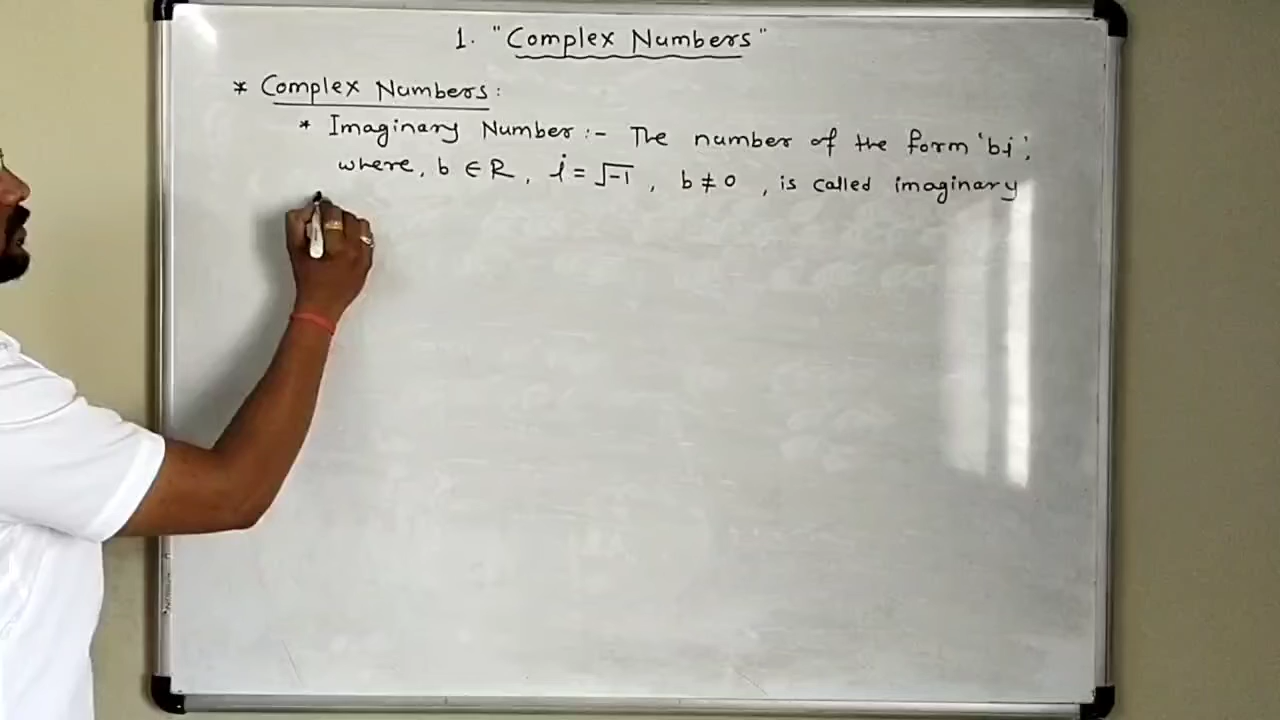 1. "Complex Numbers"
* Complex Numbers:
* Imaginary Number:- The number of the form 'bi',
where, b ∈ R, i = √-1, b ≠ 0, is called imaginary